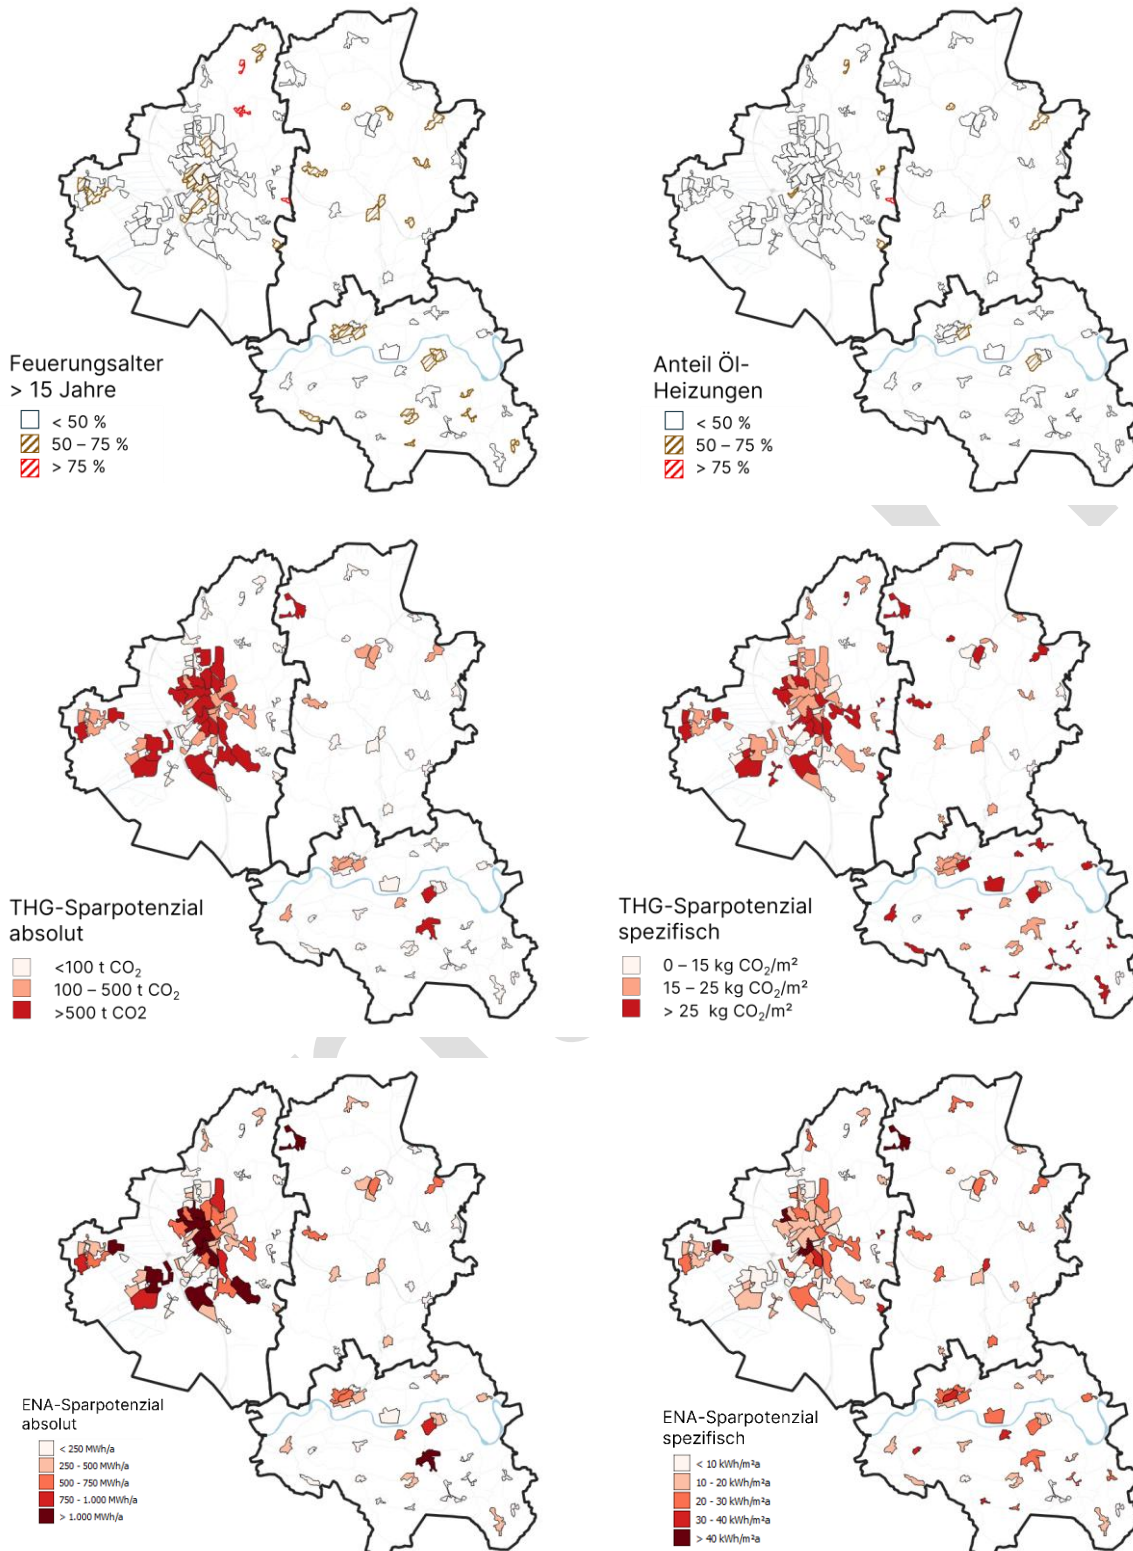 Feuerungsalter
> 15 Jahre
< 50 %
50 – 75 %
> 75 %
Anteil Öl-
Heizungen
< 50 %
50 – 75 %
> 75 %
THG-Sparpotenzial
absolut
<100 t CO₂
100 – 500 t CO₂
>500 t CO2
THG-Sparpotenzial
spezifisch
0 – 15 kg CO₂/m²
15 – 25 kg CO₂/m²
> 25 kg CO₂/m²
ENA-Sparpotenzial
absolut
< 250 MWh/a
250 - 500 MWh/a
500 - 750 MWh/a
750 - 1.000 MWh/a
> 1.000 MWh/a
ENA-Sparpotenzial
spezifisch
< 10 kWh/m²a
10 - 20 kWh/m²a
20 - 30 kWh/m²a
30 - 40 kWh/m²a
> 40 kWh/m²a